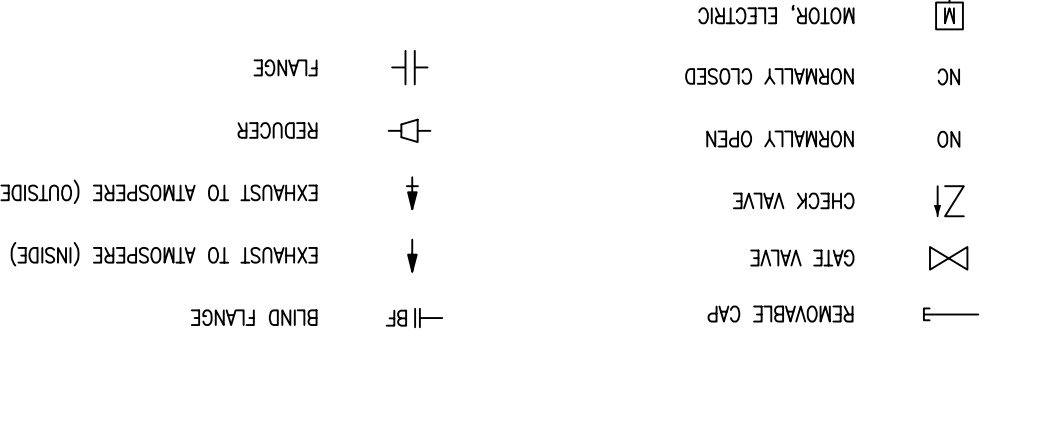 REMOVABLE CAP
GATE VALVE
CHECK VALVE
NO NORMALLY OPEN
NC NORMALLY CLOSED
M MOTOR, ELECTRIC
BF BLIND FLANGE
EXHAUST TO ATMOSPERE (INSIDE)
EXHAUST TO ATMOSPERE (OUTSIDE
REDUCER
FLANGE